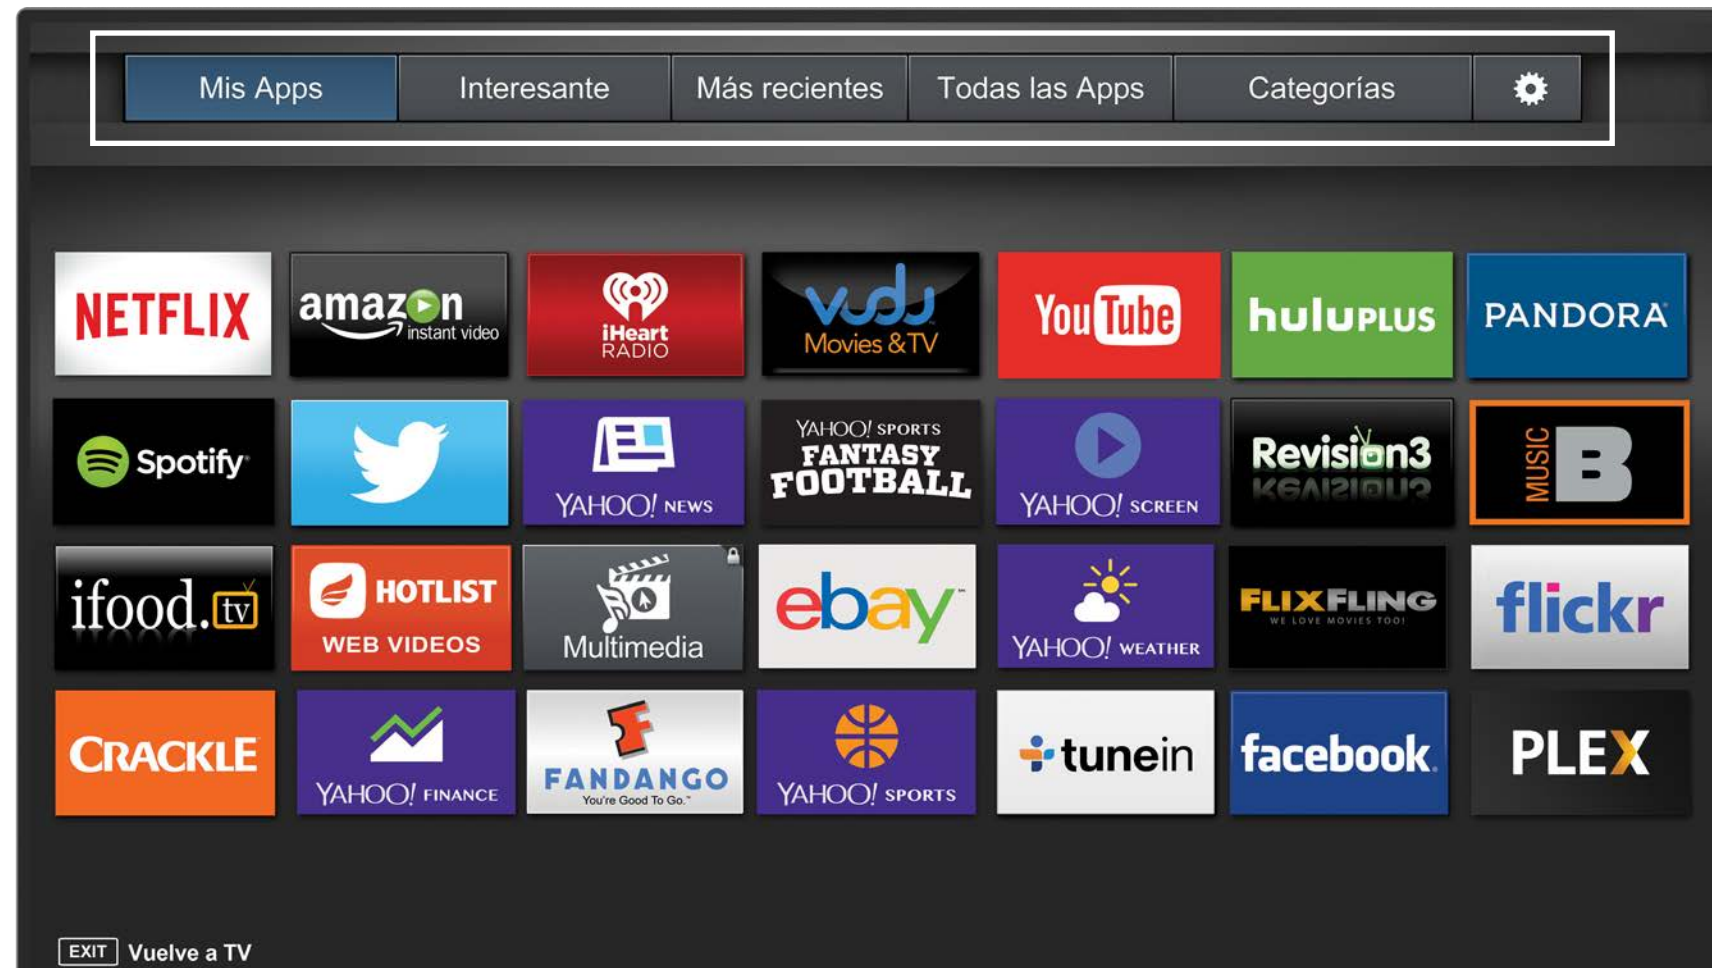 Mis Apps
Interesante
Más recientes
Todas las Apps
Categorías
NETFLIX
amazon
instant video
iHeart
RADIO
vudu
Movies & TV
YouTube
huluPLUS
PANDORA
Spotify
YAHOO! NEWS
YAHOO! SPORTS
FANTASY
FOOTBALL
YAHOO! SCREEN
Revision3
MUSIC B
ifood.tv
HOTLIST
WEB VIDEOS
Multimedia
ebay
YAHOO! WEATHER
FLIXFLING
WE LOVE MOVIES TOO!
flickr
CRACKLE
YAHOO! FINANCE
F
FANDANGO
You're Good To Go.™
YAHOO! SPORTS
tunein
facebook.
PLEX
EXIT Vuelve a TV